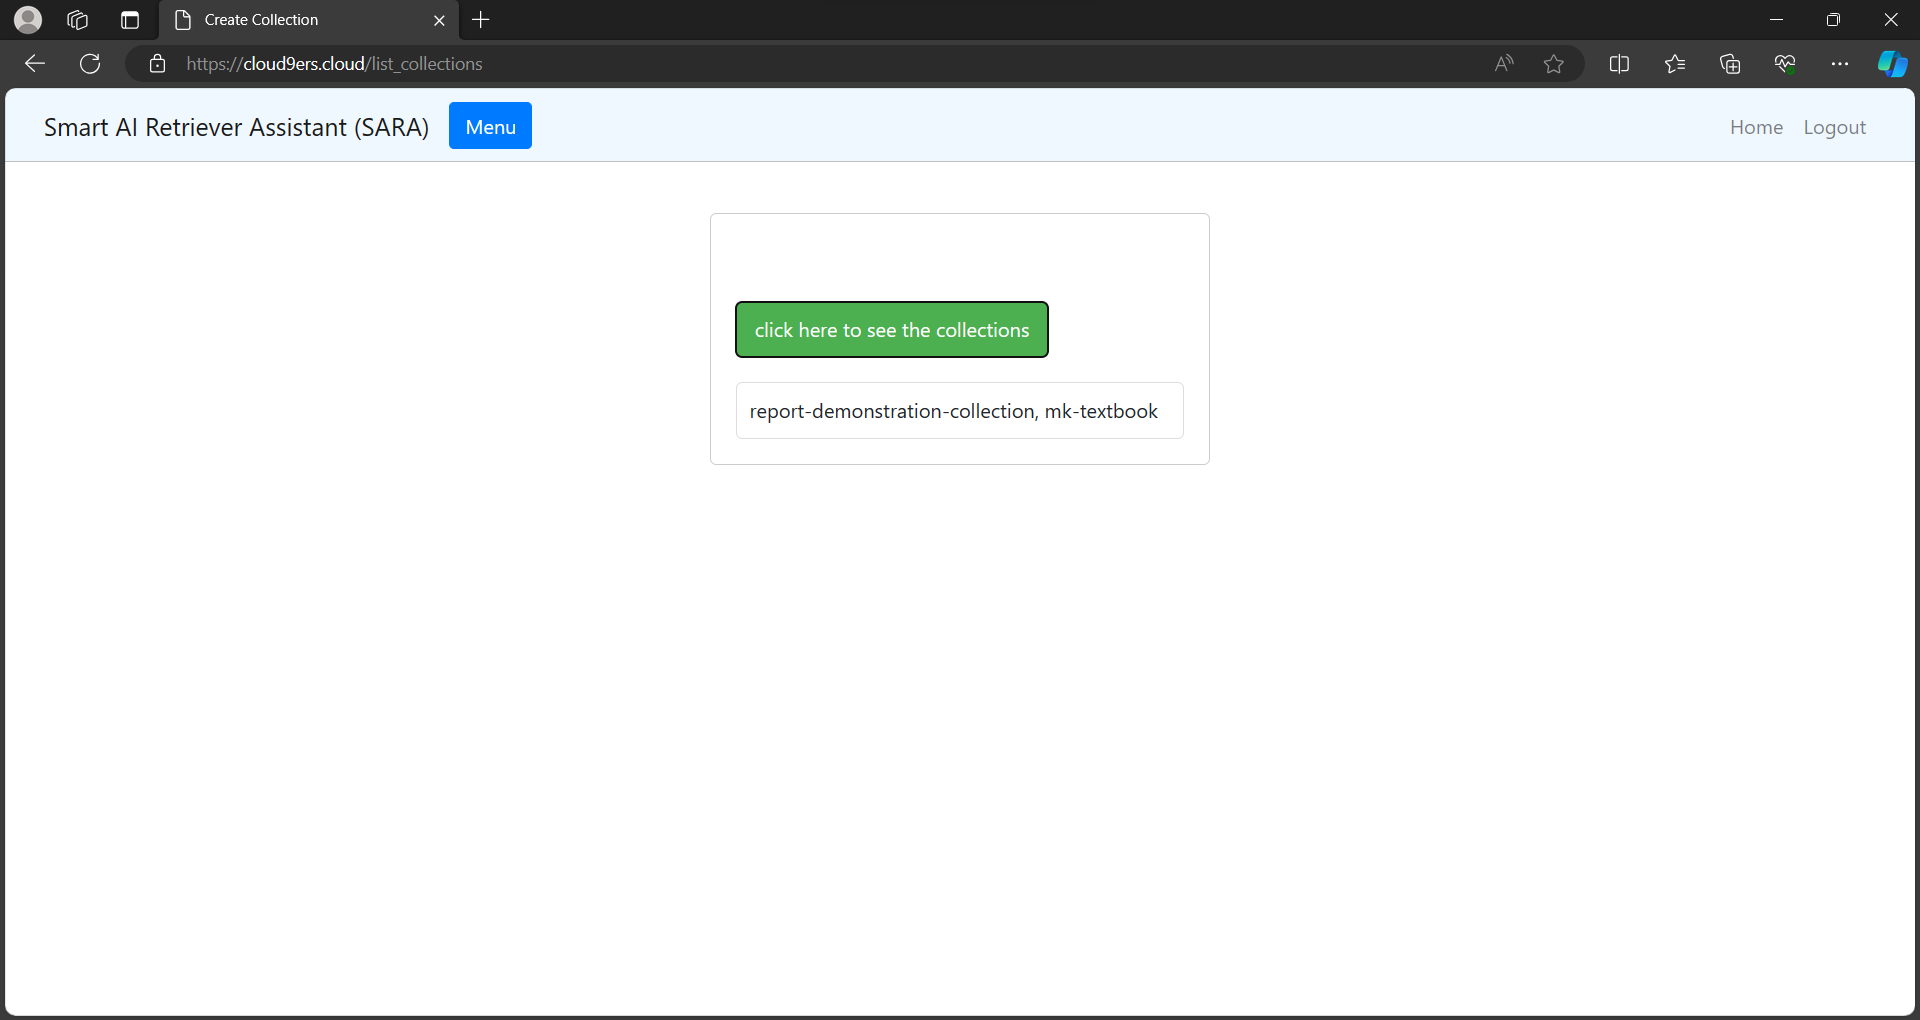 Create Collection
https://cloud9ers.cloud/list_collections
Smart AI Retriever Assistant (SARA) Menu Home Logout
click here to see the collections
report-demonstration-collection, mk-textbook